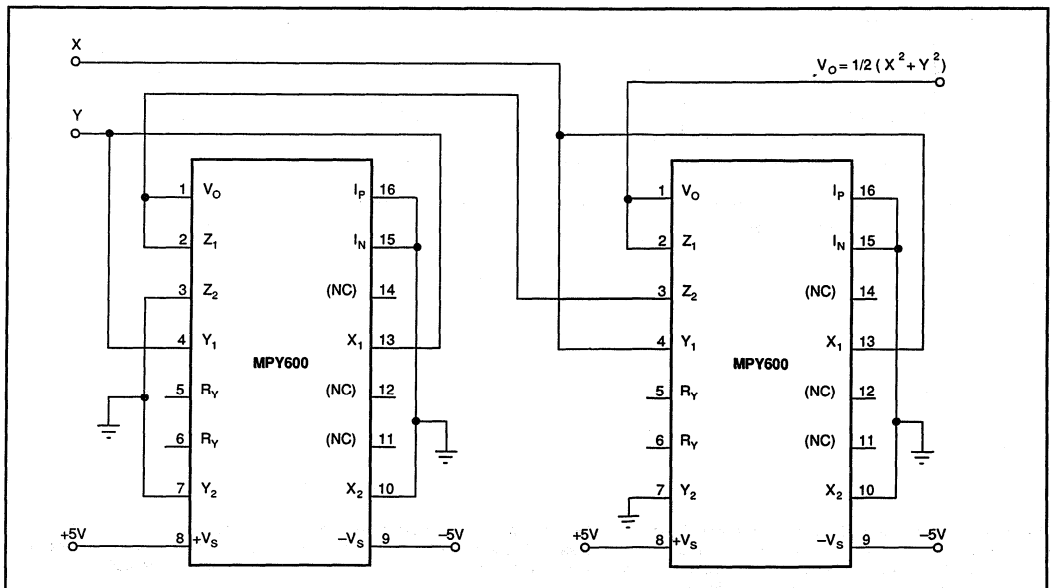 X
V_O = 1/2 ( X² + Y² )
Y
1 V_O I_P 16
2 Z_1 I_N 15
3 Z_2 (NC) 14
4 Y_1 X_1 13
MPY600
5 R_Y (NC) 12
6 R_Y (NC) 11
7 Y_2 X_2 10
+5V 8 +V_S –V_S 9 –5V
1 V_O I_P 16
2 Z_1 I_N 15
3 Z_2 (NC) 14
4 Y_1 X_1 13
MPY600
5 R_Y (NC) 12
6 R_Y (NC) 11
7 Y_2 X_2 10
+5V 8 +V_S –V_S 9 –5V